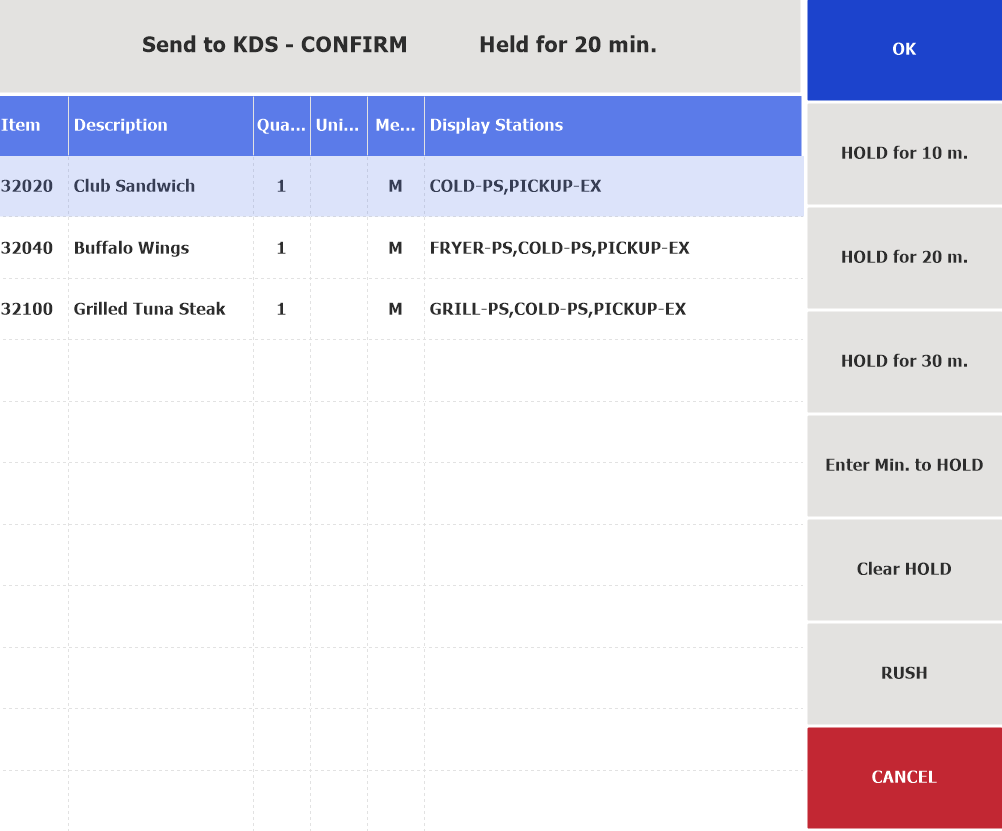 Send to KDS - CONFIRM Held for 20 min.
OK
Item Description Qua... Uni... Me... Display Stations
HOLD for 10 m.
32020 Club Sandwich 1 M COLD-PS,PICKUP-EX
32040 Buffalo Wings 1 M FRYER-PS,COLD-PS,PICKUP-EX
HOLD for 20 m.
32100 Grilled Tuna Steak 1 M GRILL-PS,COLD-PS,PICKUP-EX
HOLD for 30 m.
Enter Min. to HOLD
Clear HOLD
RUSH
CANCEL